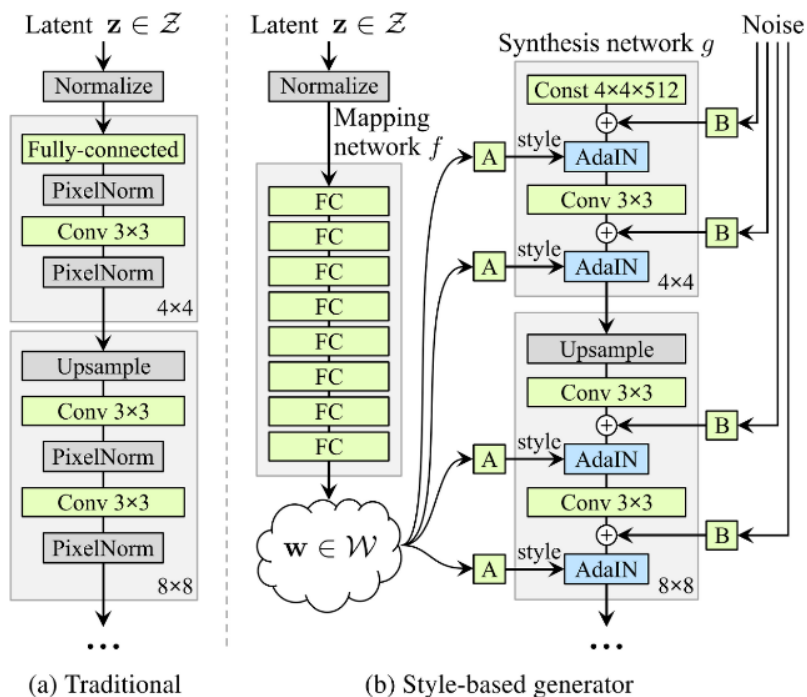 Latent z ∈ 𝒵
Normalize
Fully-connected
PixelNorm
Conv 3×3
PixelNorm
4×4
Upsample
Conv 3×3
PixelNorm
Conv 3×3
PixelNorm
8×8
...
(a) Traditional
Latent z ∈ 𝒵
Normalize
Mapping
network f
FC
FC
FC
FC
FC
FC
FC
FC
w ∈ 𝒲
A
style
A
style
A
style
A
style
Synthesis network g
Const 4×4×512
+
AdaIN
Conv 3×3
+
AdaIN
4×4
Upsample
Conv 3×3
+
AdaIN
Conv 3×3
+
AdaIN
8×8
...
Noise
B
B
B
B
(b) Style-based generator